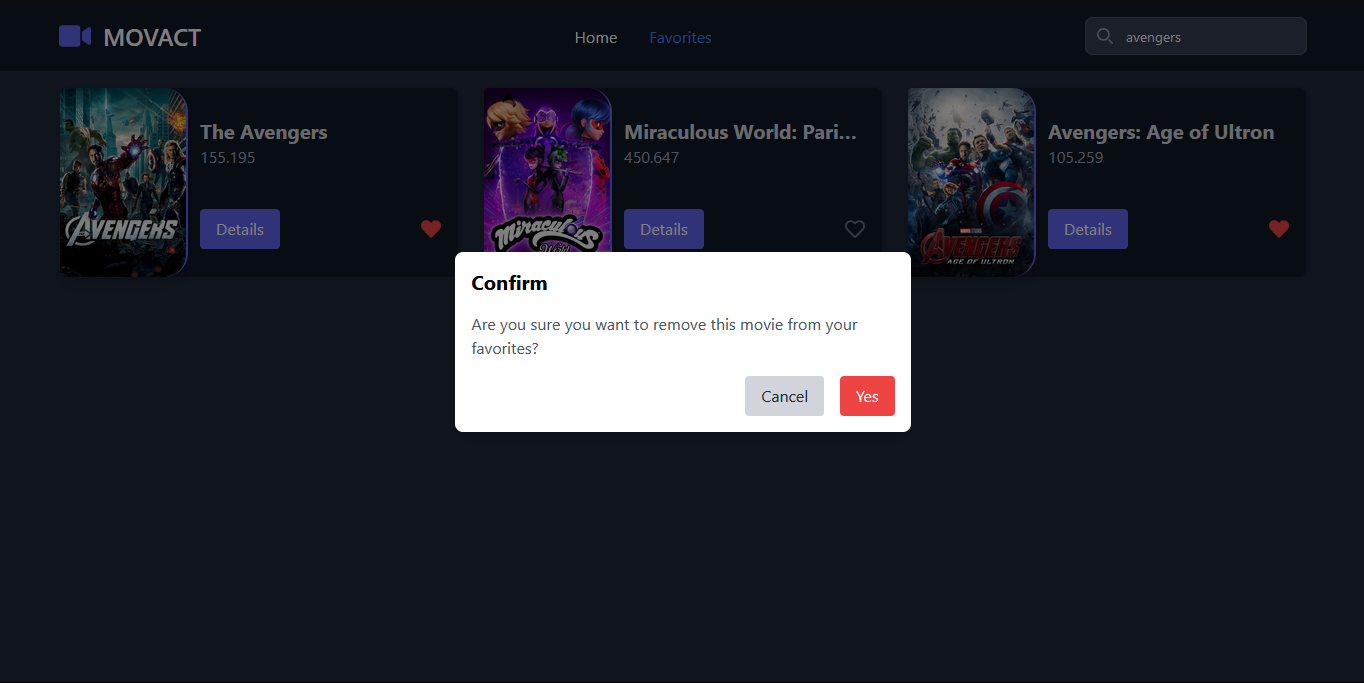 MOVACT
Home
Favorites
avengers
The Avengers
155.195
Details
AVENGERS
Miraculous World: Pari...
450.647
Details
Miraculous
Avengers: Age of Ultron
105.259
Details
AVENGERS
AGE OF ULTRON
Confirm
Are you sure you want to remove this movie from your
favorites?
Cancel
Yes